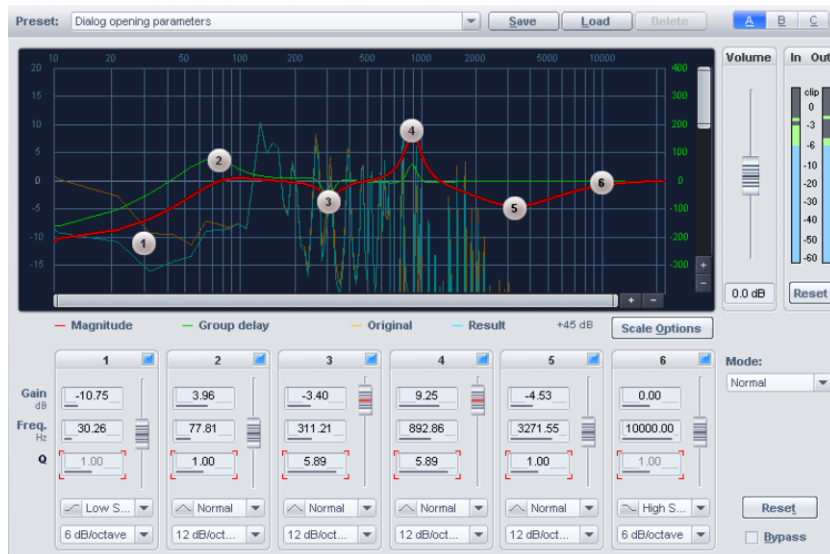 Preset: Dialog opening parameters Save Load Delete A B C
10 20 50 100 200 500 1000 2000 5000 10000
20 15 10 5 0 -5 -10 -15
400 300 200 100 0 -100 -200 -300
1 2 3 4 5 6
+ −
+ −
Volume
0.0 dB
In Out
clip 0 -3 -6 -10 -20 -30 -40 -50 -60
Reset
Magnitude Group delay Original Result +45 dB Scale Options
1 2 3 4 5 6
Gain dB -10.75 3.96 -3.40 9.25 -4.53 0.00
Freq. Hz 30.26 77.81 311.21 892.86 3271.55 10000.00
Q 1.00 1.00 5.89 5.89 1.00 1.00
Low S... Normal Normal Normal Normal High S...
6 dB/octave 12 dB/oct... 12 dB/oct... 12 dB/oct... 12 dB/oct... 6 dB/octave
Mode:
Normal
Reset
Bypass